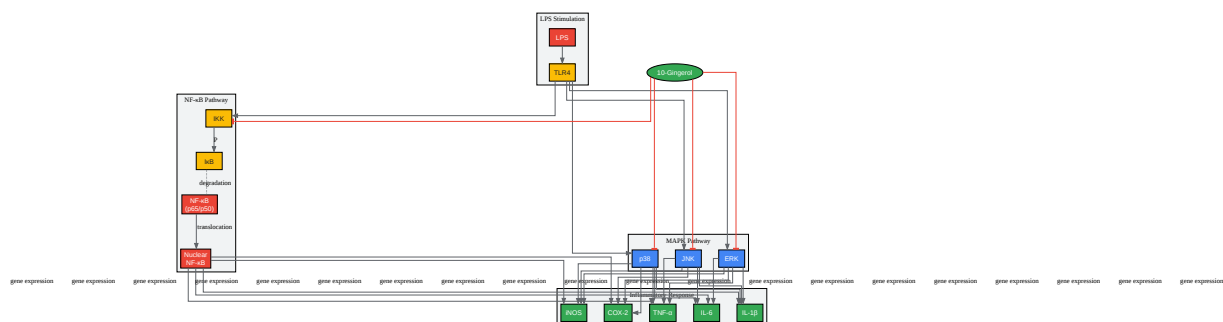 LPS Stimulation
LPS
TLR4
10-Gingerol
NF-κB Pathway
IKK
P
IκB
degradation
NF-κB
(p65/p50)
translocation
Nuclear
NF-κB
MAPK Pathway
p38
JNK
ERK
gene expression gene expression gene expression gene expression gene expression gene expression gene expression gene expression gene expression gene expression gene expression gene expression gene expression gene expression gene expression gene expression gene expression gene expression gene expression gene expression
Inflammatory Response
iNOS
COX-2
TNF-α
IL-6
IL-1β